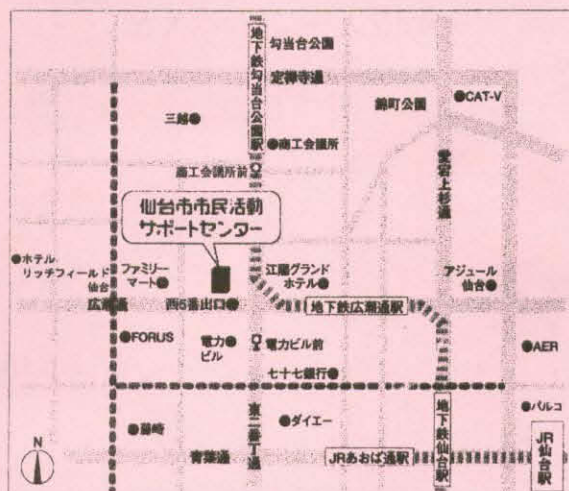 地下鉄勾当台公園駅
勾当台公園
定禅寺通
錦町公園
●CAT-V
三越●
●商工会議所
商工会議所前
愛宕上杉通
仙台市市民活動
サポートセンター
●ホテル
リッチフィールド
仙台
ファミリー
マート●
江陽グランド
ホテル●
アジュール
仙台●
広瀬通
西5番出口●
地下鉄広瀬通駅
●FORUS
電力●
ビル
電力ビル前
●AER
七十七銀行●
●藤崎
東二番丁通
●ダイエー
地下鉄仙台駅
●パルコ
青葉通
JRあおば通駅
JR仙台駅
N